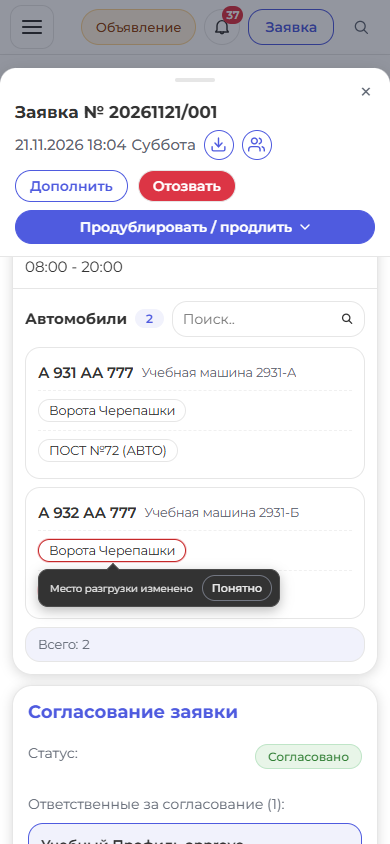 Объявление
37
Заявка
Заявка № 20261121/001
21.11.2026 18:04 Суббота
Дополнить
Отозвать
Продублировать / продлить
08:00 - 20:00
Автомобили 2
Поиск..
А 931 АА 777 Учебная машина 2931-А
Ворота Черепашки
ПОСТ №72 (АВТО)
А 932 АА 777 Учебная машина 2931-Б
Ворота Черепашки
Место разгрузки изменено
Понятно
Всего: 2
Согласование заявки
Статус:
Согласовано
Ответственные за согласование (1):
Учебный Профиль